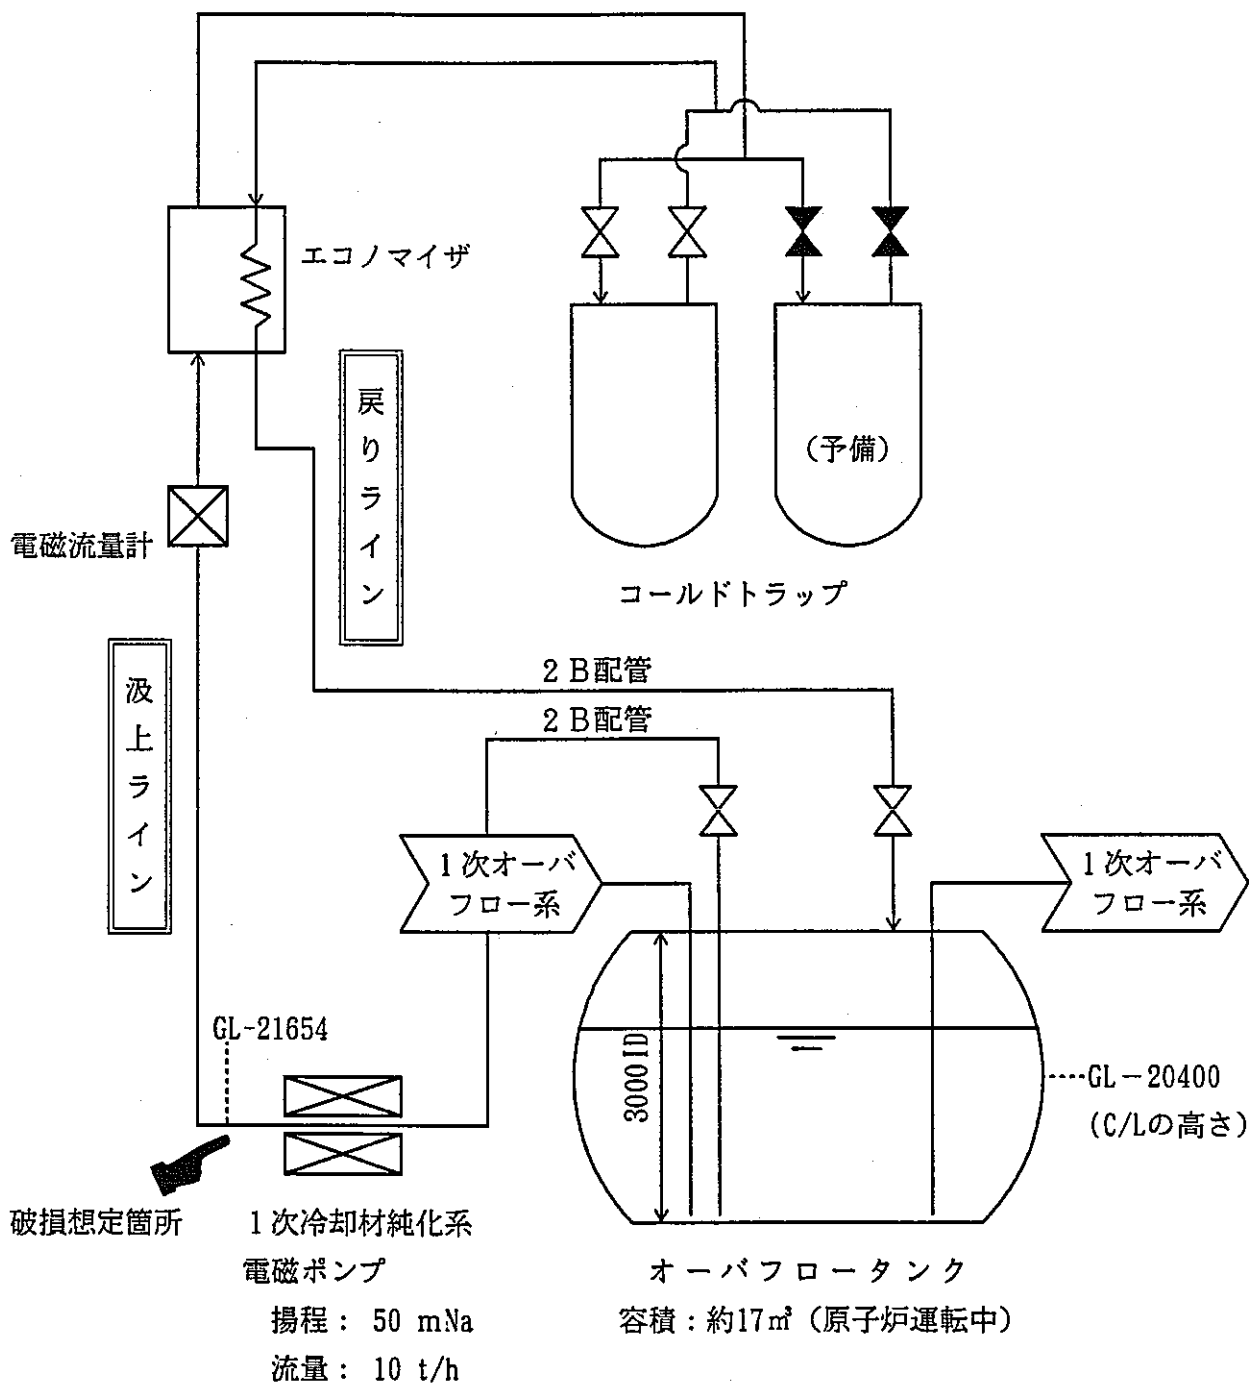 エコノマイザ
戻りライン
(予備)
電磁流量計
コールドトラップ
汲上ライン
2B配管
2B配管
1次オーバ
フロー系
1次オーバ
フロー系
GL-21654
3000ID
GL-20400
(C/Lの高さ)
破損想定箇所
1次冷却材純化系
電磁ポンプ
揚程: 50 mNa
流量: 10 t/h
オーバフロータンク
容積:約17㎥(原子炉運転中)